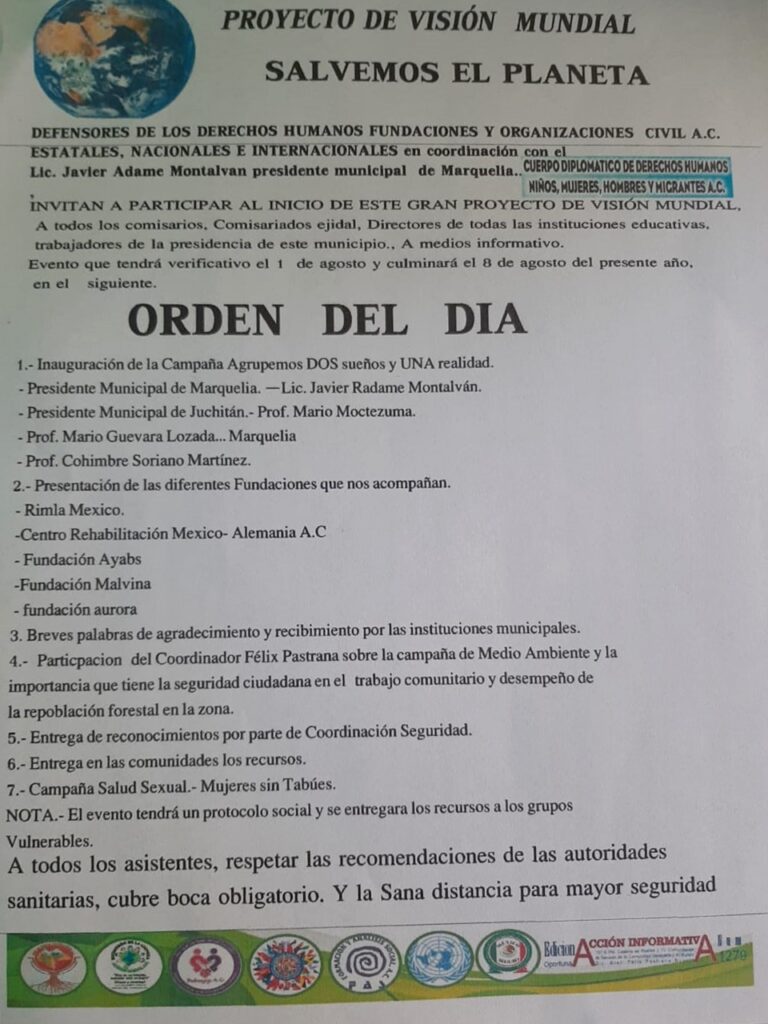 PROYECTO DE VISIÓN MUNDIAL
SALVEMOS EL PLANETA
DEFENSORES DE LOS DERECHOS HUMANOS FUNDACIONES Y ORGANIZACIONES CIVIL A.C.
ESTATALES, NACIONALES E INTERNACIONALES en coordinación con el
Lic. Javier Adame Montalvan presidente municipal de Marquelia..
CUERPO DIPLOMATICO DE DERECHOS HUMANOS
NIÑOS, MUJERES, HOMBRES Y MIGRANTES A.C.
,
INVITAN A PARTICIPAR AL INICIO DE ESTE GRAN PROYECTO DE VISIÓN MUNDIAL,
A todos los comisarios, Comisariados ejidal, Directores de todas las instituciones educativas,
trabajadores de la presidencia de este municipio., A medios informativo.
Evento que tendrá verificativo el 1 de agosto y culminará el 8 de agosto del presente año,
en el siguiente.
ORDEN DEL DIA
1.- Inauguración de la Campaña Agrupemos DOS sueños y UNA realidad.
- Presidente Municipal de Marquelia. —Lic. Javier Radame Montalván.
- Presidente Municipal de Juchitán.- Prof. Mario Moctezuma.
- Prof. Mario Guevara Lozada... Marquelia
- Prof. Cohimbre Soriano Martínez.
2.- Presentación de las diferentes Fundaciones que nos acompañan.
- Rimla Mexico.
-Centro Rehabilitación Mexico- Alemania A.C
- Fundación Ayabs
-Fundación Malvina
- fundación aurora
3. Breves palabras de agradecimiento y recibimiento por las instituciones municipales.
4.- Particpacion del Coordinador Félix Pastrana sobre la campaña de Medio Ambiente y la
importancia que tiene la seguridad ciudadana en el trabajo comunitario y desempeño de
la repoblación forestal en la zona.
5.- Entrega de reconocimientos por parte de Coordinación Seguridad.
6.- Entrega en las comunidades los recursos.
7.- Campaña Salud Sexual.- Mujeres sin Tabúes.
NOTA.- El evento tendrá un protocolo social y se entregara los recursos a los grupos
Vulnerables.
A todos los asistentes, respetar las recomendaciones de las autoridades
sanitarias, cubre boca obligatorio. Y la Sana distancia para mayor seguridad
FORMACIÓN Y ANALISIS SOCIAL A.C.
Edicion
ACCIÓN INFORMATIVA
1279